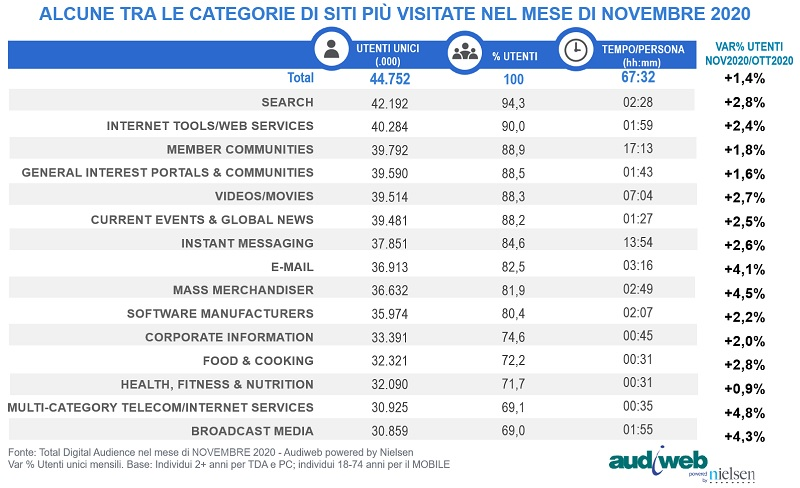 ALCUNE TRA LE CATEGORIE DI SITI PIÙ VISITATE NEL MESE DI NOVEMBRE 2020
UTENTI UNICI (.000) % UTENTI TEMPO/PERSONA (hh:mm) VAR% UTENTI NOV2020/OTT2020
Total 44.752 100 67:32 +1,4%
SEARCH 42.192 94,3 02:28 +2,8%
INTERNET TOOLS/WEB SERVICES 40.284 90,0 01:59 +2,4%
MEMBER COMMUNITIES 39.792 88,9 17:13 +1,8%
GENERAL INTEREST PORTALS & COMMUNITIES 39.590 88,5 01:43 +1,6%
VIDEOS/MOVIES 39.514 88,3 07:04 +2,7%
CURRENT EVENTS & GLOBAL NEWS 39.481 88,2 01:27 +2,5%
INSTANT MESSAGING 37.851 84,6 13:54 +2,6%
E-MAIL 36.913 82,5 03:16 +4,1%
MASS MERCHANDISER 36.632 81,9 02:49 +4,5%
SOFTWARE MANUFACTURERS 35.974 80,4 02:07 +2,2%
CORPORATE INFORMATION 33.391 74,6 00:45 +2,0%
FOOD & COOKING 32.321 72,2 00:31 +2,8%
HEALTH, FITNESS & NUTRITION 32.090 71,7 00:31 +0,9%
MULTI-CATEGORY TELECOM/INTERNET SERVICES 30.925 69,1 00:35 +4,8%
BROADCAST MEDIA 30.859 69,0 01:55 +4,3%
Fonte: Total Digital Audience nel mese di NOVEMBRE 2020 - Audiweb powered by Nielsen
Var % Utenti unici mensili. Base: Individui 2+ anni per TDA e PC; individui 18-74 anni per il MOBILE
audiweb
powered by nielsen